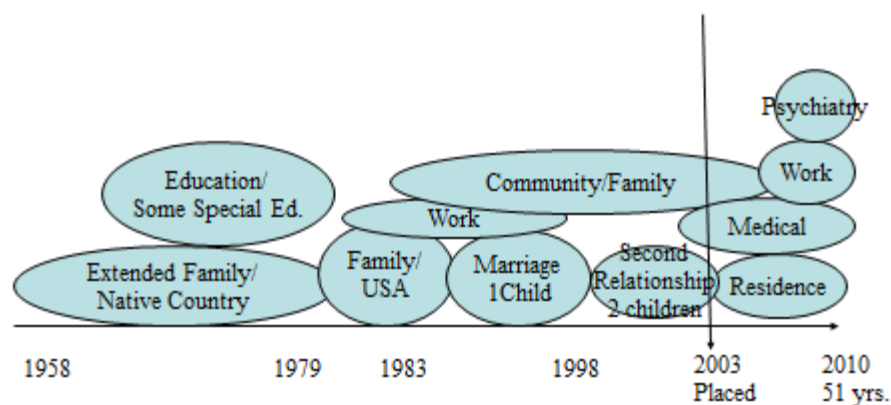 Psychiatry
Education/
Some Special Ed.
Community/Family
Work
Work
Medical
Extended Family/
Native Country
Family/
USA
Marriage
1Child
Second
Relationship
2 children
Residence
1958
1979
1983
1998
2003
Placed
2010
51 yrs.